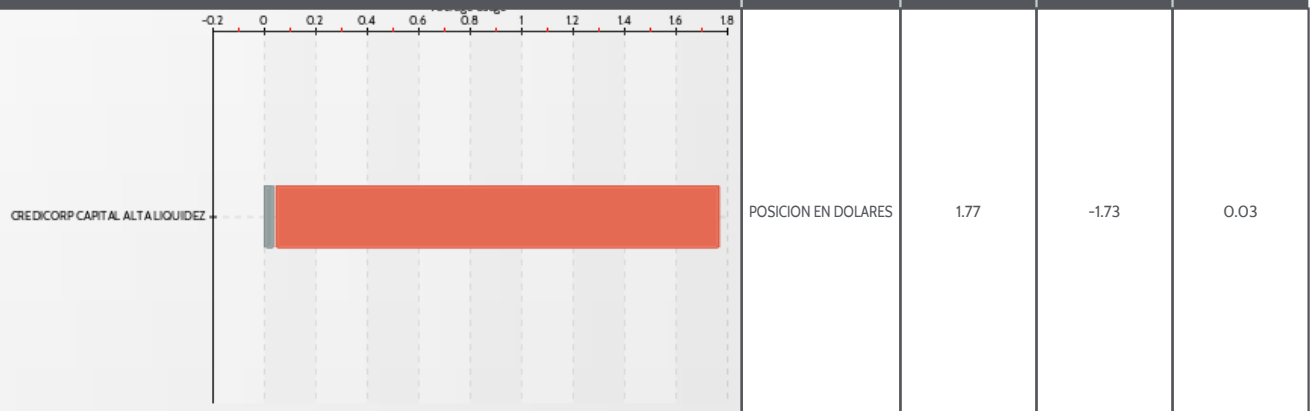 -0.2 0 0.2 0.4 0.6 0.8 1 1.2 1.4 1.6 1.8
CREDICORP CAPITAL ALTA LIQUIDEZ
POSICION EN DOLARES 1.77 -1.73 0.03